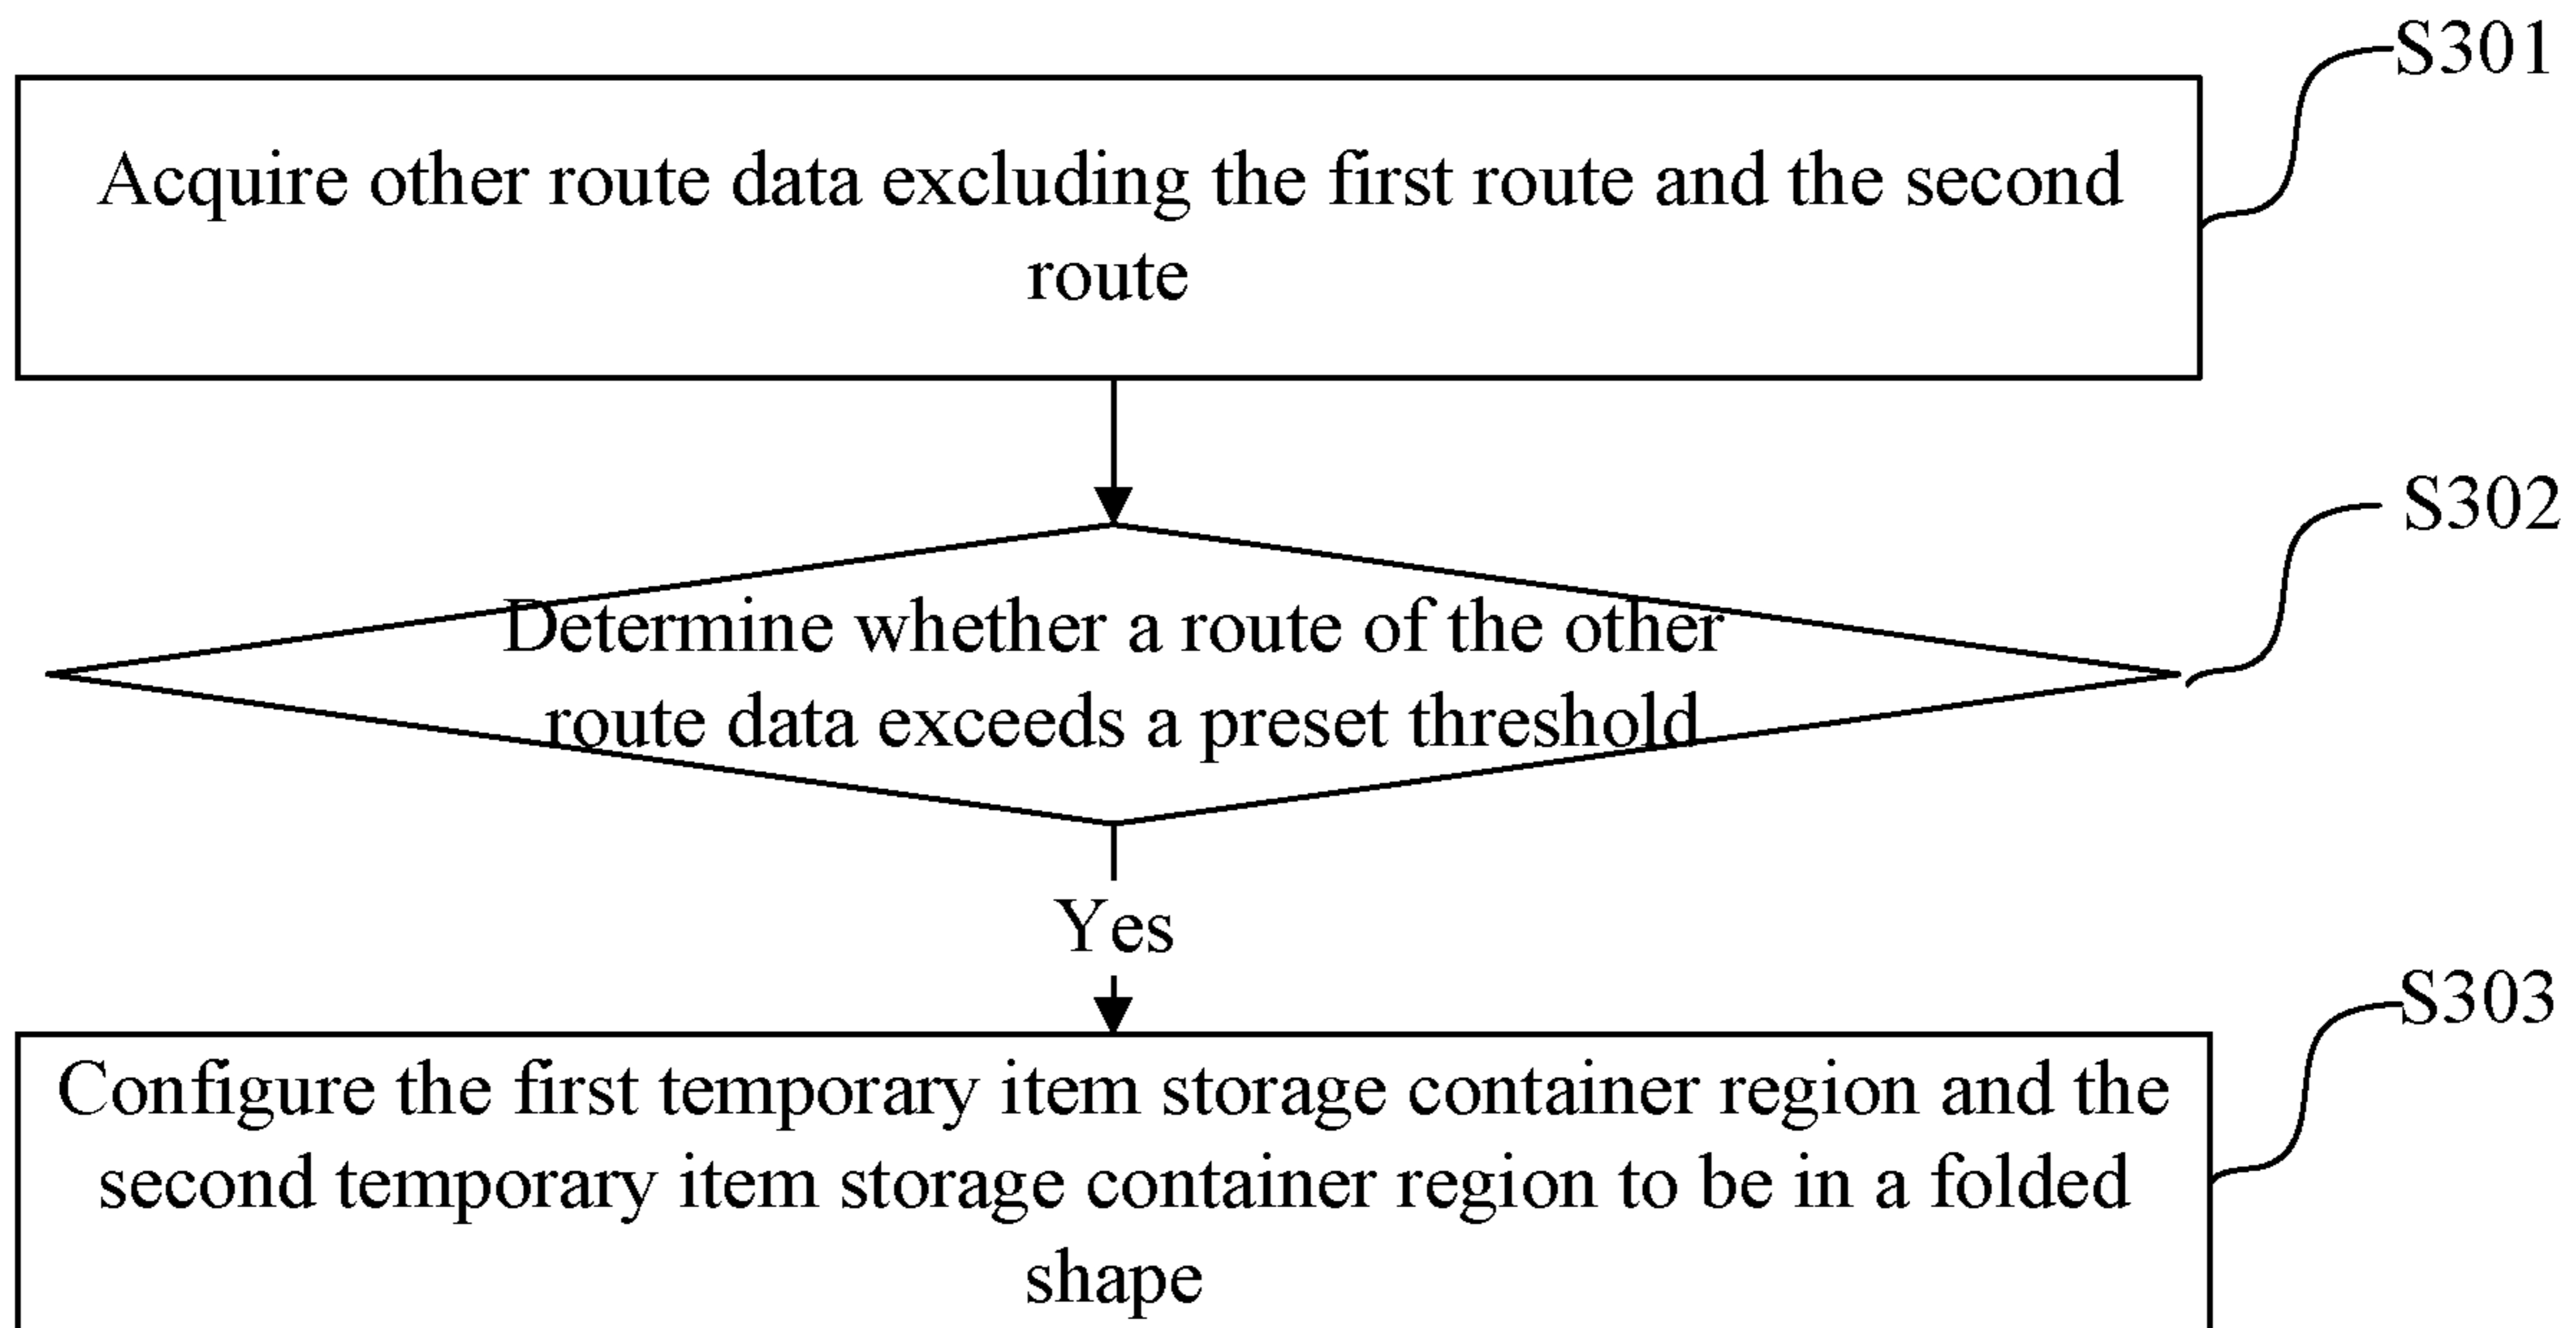 S301
Acquire other route data excluding the first route and the second
route
S302
Determine whether a route of the other
route data exceeds a preset threshold
Yes
S303
Configure the first temporary item storage container region and the
second temporary item storage container region to be in a folded
shape